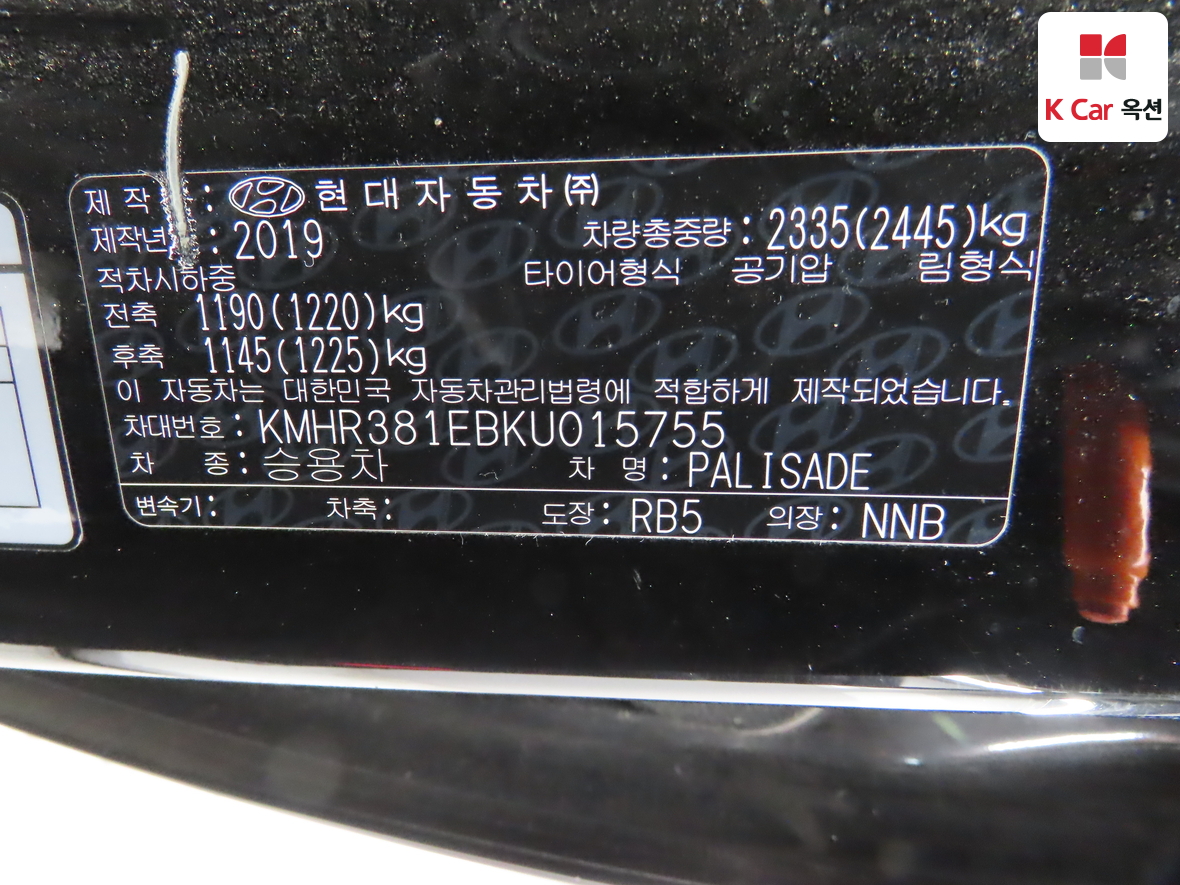 K Car 옥션
제 작 : 현대자동차㈜
제작년 : 2019 차량총중량 : 2335(2445)kg
적차시하중 타이어형식 공기압 림형식
전축 1190(1220)kg
후축 1145(1225)kg
이 자동차는 대한민국 자동차관리법령에 적합하게 제작되었습니다.
차대번호 : KMHR381EBKU015755
차 종 : 승용차 차 명 : PALISADE
변속기 : 차축 : 도장 : RB5 의장 : NNB